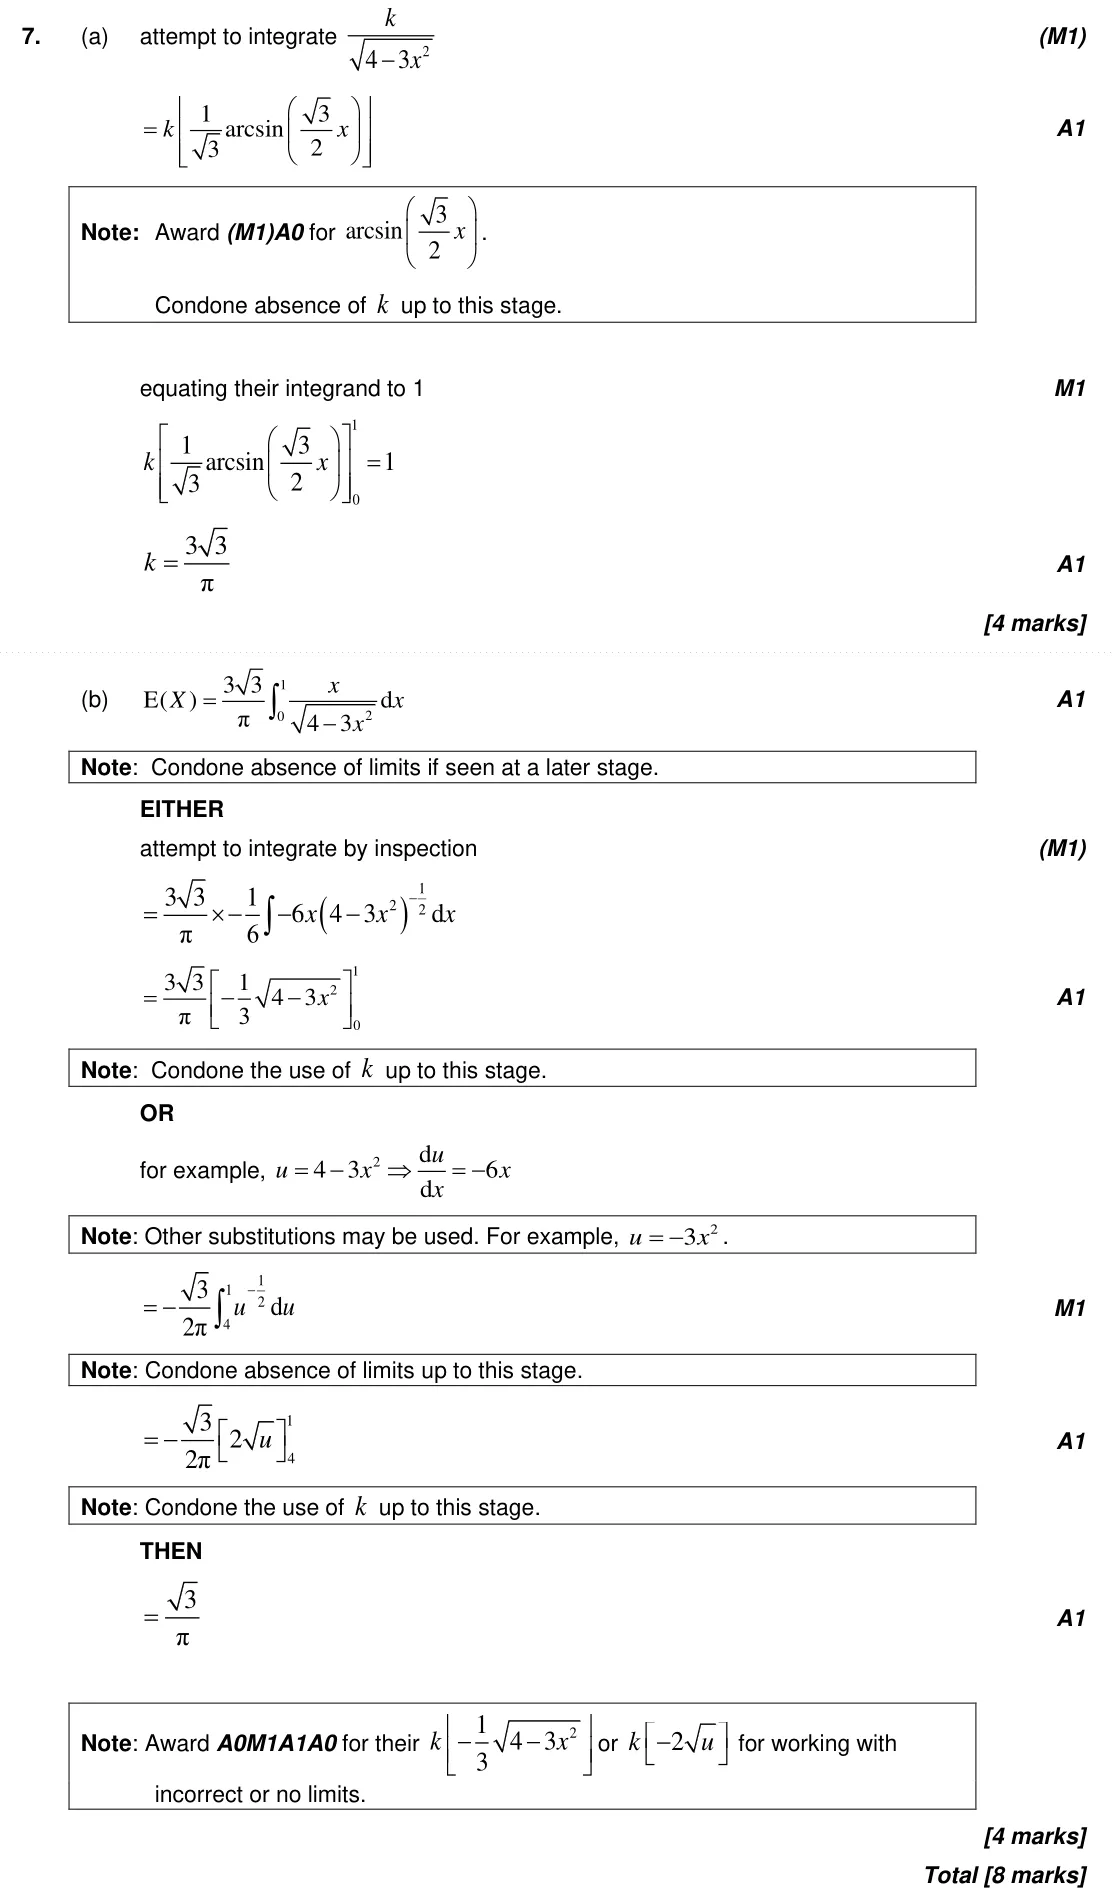 7. (a) attempt to integrate k/√(4−3x²) (M1)
= k[1/√3 arcsin(√3/2 x)] A1
Note: Award (M1)A0 for arcsin(√3/2 x).
Condone absence of k up to this stage.
equating their integrand to 1 M1
k[1/√3 arcsin(√3/2 x)]₀¹ = 1
k = 3√3/π A1
[4 marks]
(b) E(X) = 3√3/π ∫₀¹ x/√(4−3x²) dx A1
Note: Condone absence of limits if seen at a later stage.
EITHER
attempt to integrate by inspection (M1)
= 3√3/π × −1/6 ∫ −6x(4−3x²)^(−1/2) dx
= 3√3/π [−1/3 √(4−3x²)]₀¹ A1
Note: Condone the use of k up to this stage.
OR
for example, u = 4−3x² ⇒ du/dx = −6x
Note: Other substitutions may be used. For example, u = −3x².
= −√3/2π ∫₄¹ u^(−1/2) du M1
Note: Condone absence of limits up to this stage.
= −√3/2π [2√u]₄¹ A1
Note: Condone the use of k up to this stage.
THEN
= √3/π A1
Note: Award A0M1A1A0 for their k[−1/3 √(4−3x²)] or k[−2√u] for working with
incorrect or no limits.
[4 marks]
Total [8 marks]